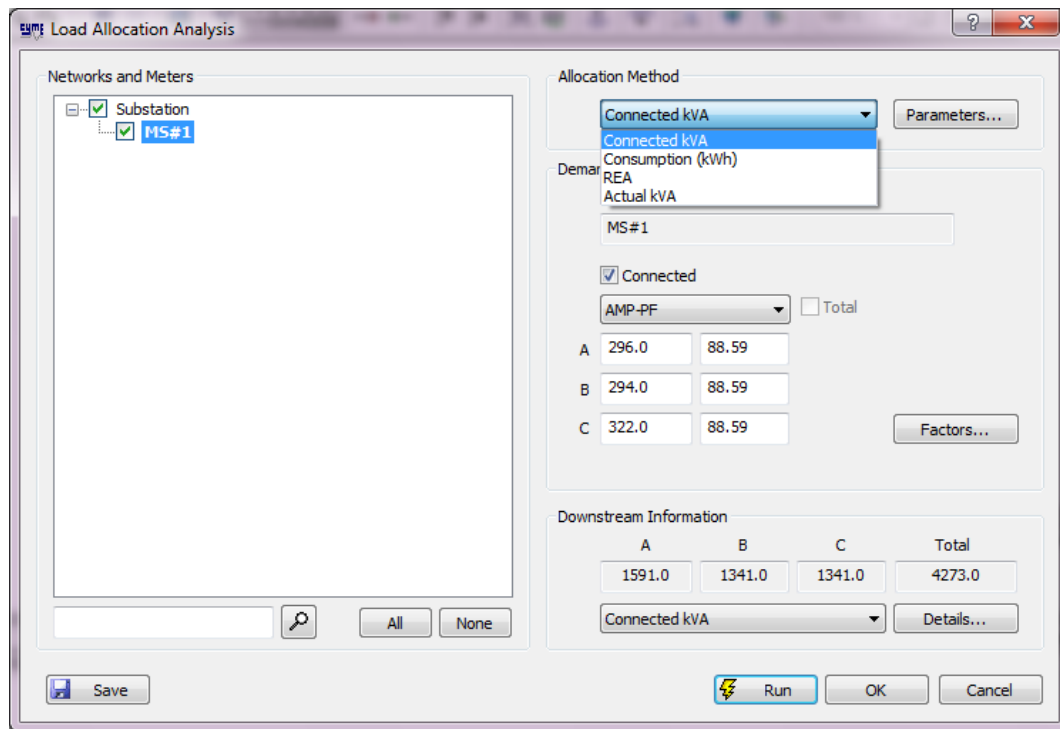 CYME Load Allocation Analysis
Networks and Meters
Substation
MS#1
All
None
Allocation Method
Connected kVA
Parameters...
Connected kVA
Consumption (kWh)
REA
Actual kVA
MS#1
Connected
AMP-PF
Total
A 296.0 88.59
B 294.0 88.59
C 322.0 88.59
Factors...
Downstream Information
A B C Total
1591.0 1341.0 1341.0 4273.0
Connected kVA
Details...
Save
Run
OK
Cancel